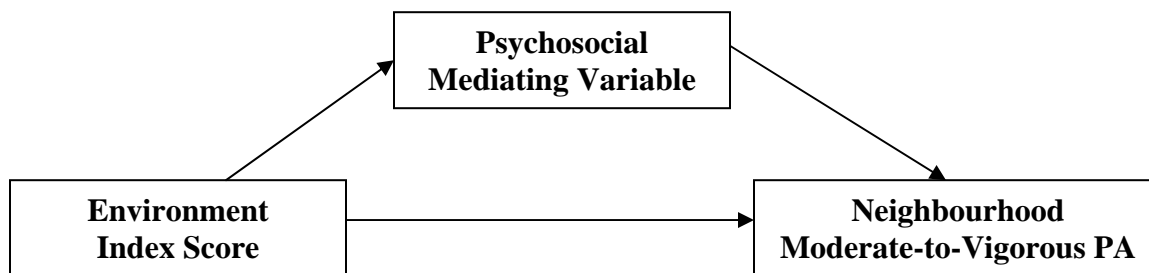 Psychosocial
Mediating Variable
Environment
Index Score
Neighbourhood
Moderate-to-Vigorous PA